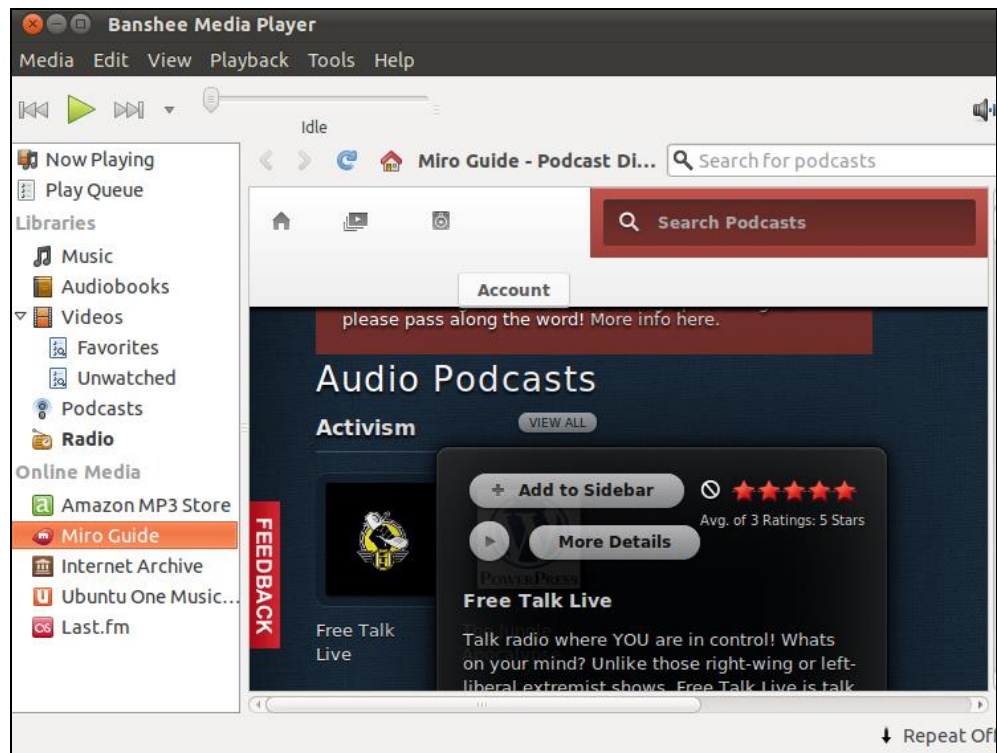 Banshee Media Player
Media Edit View Playback Tools Help
Idle
Now Playing
Play Queue
Libraries
Music
Audiobooks
Videos
Favorites
Unwatched
Podcasts
Radio
Online Media
Amazon MP3 Store
Miro Guide
Internet Archive
Ubuntu One Music...
Last.fm
Miro Guide - Podcast Di...
Search for podcasts
Search Podcasts
Account
please pass along the word! More info here.
Audio Podcasts
Activism
VIEW ALL
FEEDBACK
Free Talk
Live
Add to Sidebar
Avg. of 3 Ratings: 5 Stars
More Details
POWERPRESS
Free Talk Live
Talk radio where YOU are in control! Whats
on your mind? Unlike those right-wing or left-
liberal extremist shows, Free Talk Live is talk
Repeat Off